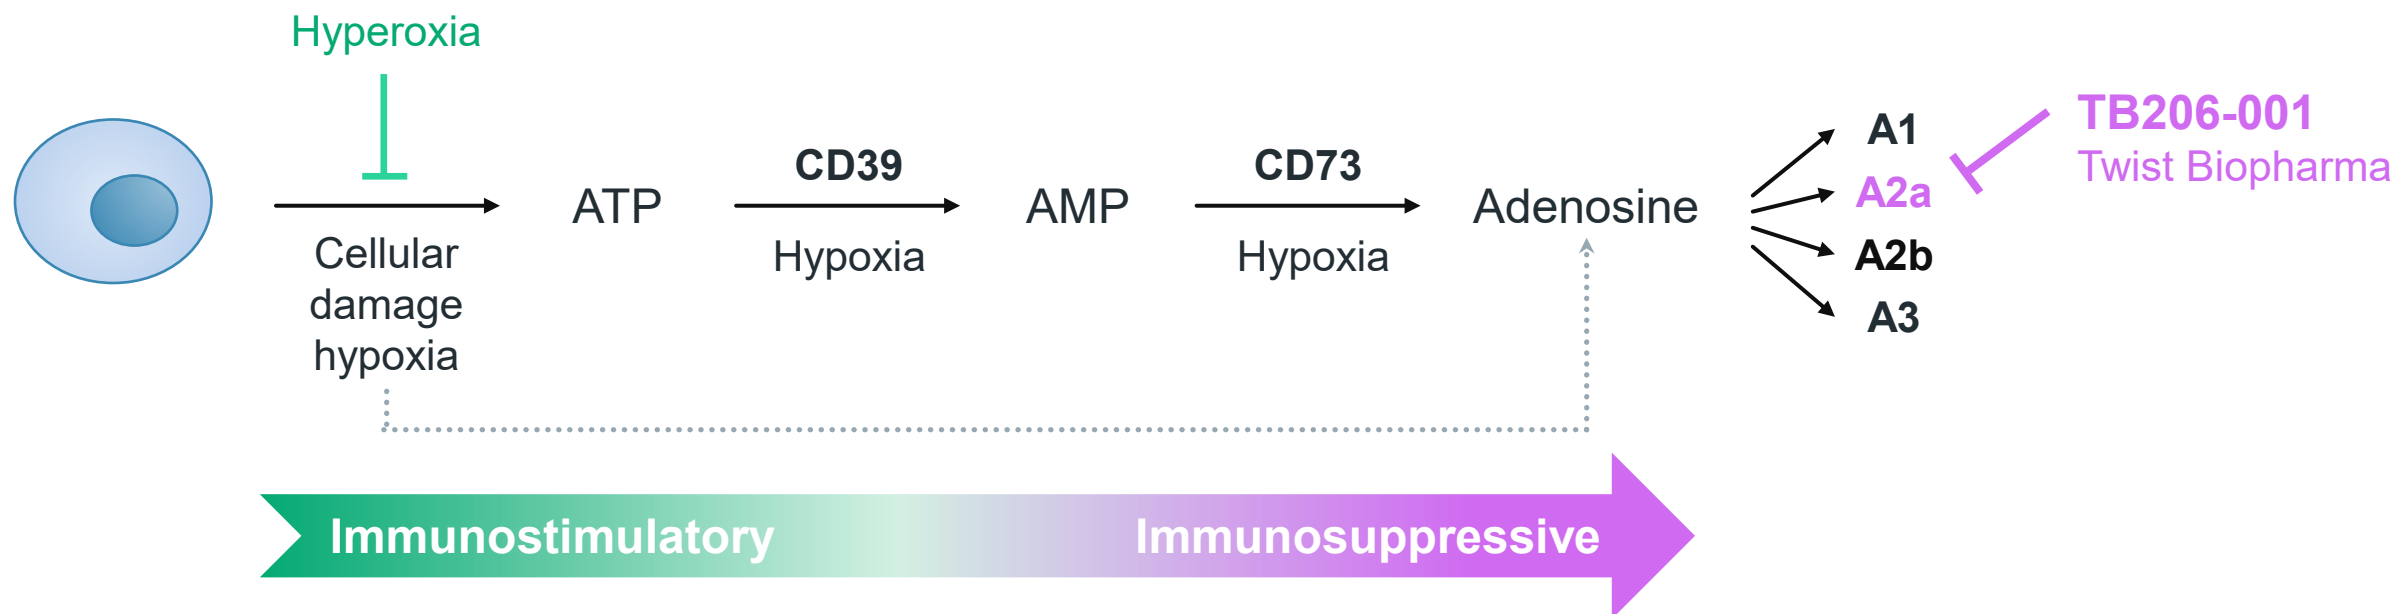 Hyperoxia
Cellular
damage
hypoxia
ATP
CD39
Hypoxia
AMP
CD73
Hypoxia
Adenosine
A1
A2a
A2b
A3
TB206-001
Twist Biopharma
Immunostimulatory
Immunosuppressive